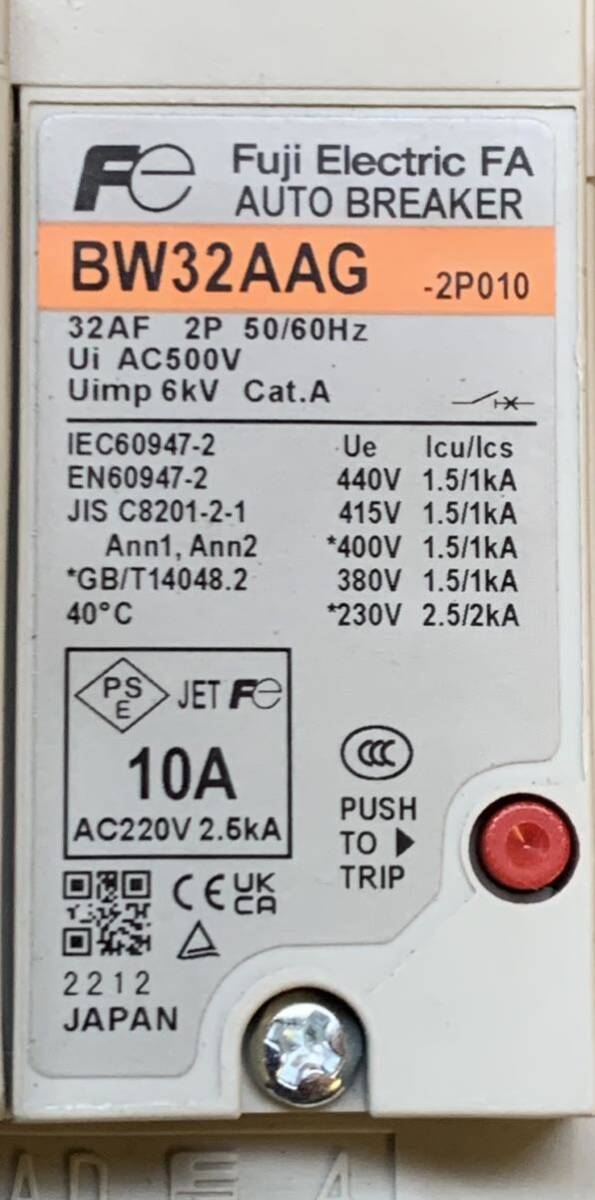 Fe Fuji Electric FA
AUTO BREAKER
BW32AAG -2P010
32AF 2P 50/60Hz
Ui AC500V
Uimp 6kV Cat.A
IEC60947-2 Ue Icu/Ics
EN60947-2 440V 1.5/1kA
JIS C8201-2-1 415V 1.5/1kA
Ann1, Ann2 *400V 1.5/1kA
*GB/T14048.2 380V 1.5/1kA
40°C *230V 2.5/2kA
PS
E
JET Fe
10A
AC220V 2.5kA
CCC
PUSH
TO ▶
TRIP
CE UK
CA
2212
JAPAN